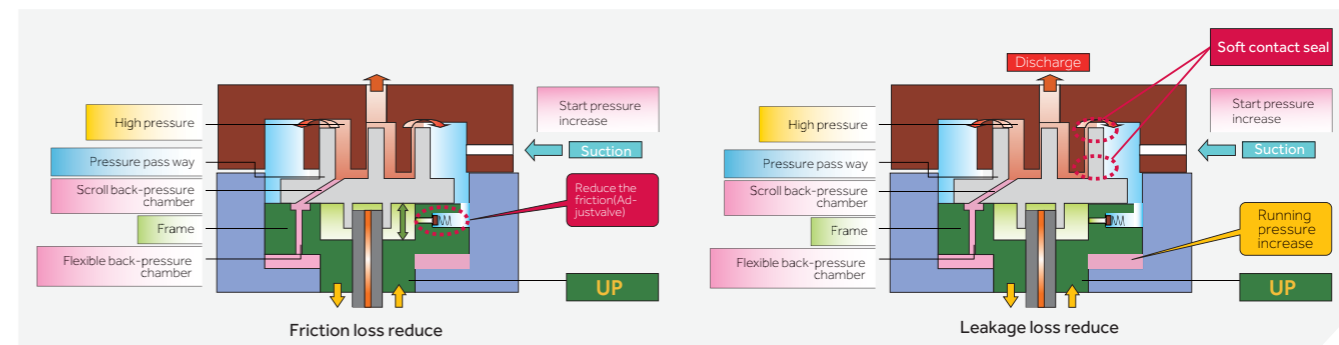 High pressure
Pressure pass way
Scroll back-pressure
chamber
Frame
Flexible back-pressure
chamber
Start pressure
increase
Suction
Reduce the
friction(Ad-
justvalve)
UP
Friction loss reduce
Discharge
Soft contact seal
High pressure
Pressure pass way
Scroll back-pressure
chamber
Frame
Flexible back-pressure
chamber
Start pressure
increase
Suction
Running
pressure
increase
UP
Leakage loss reduce